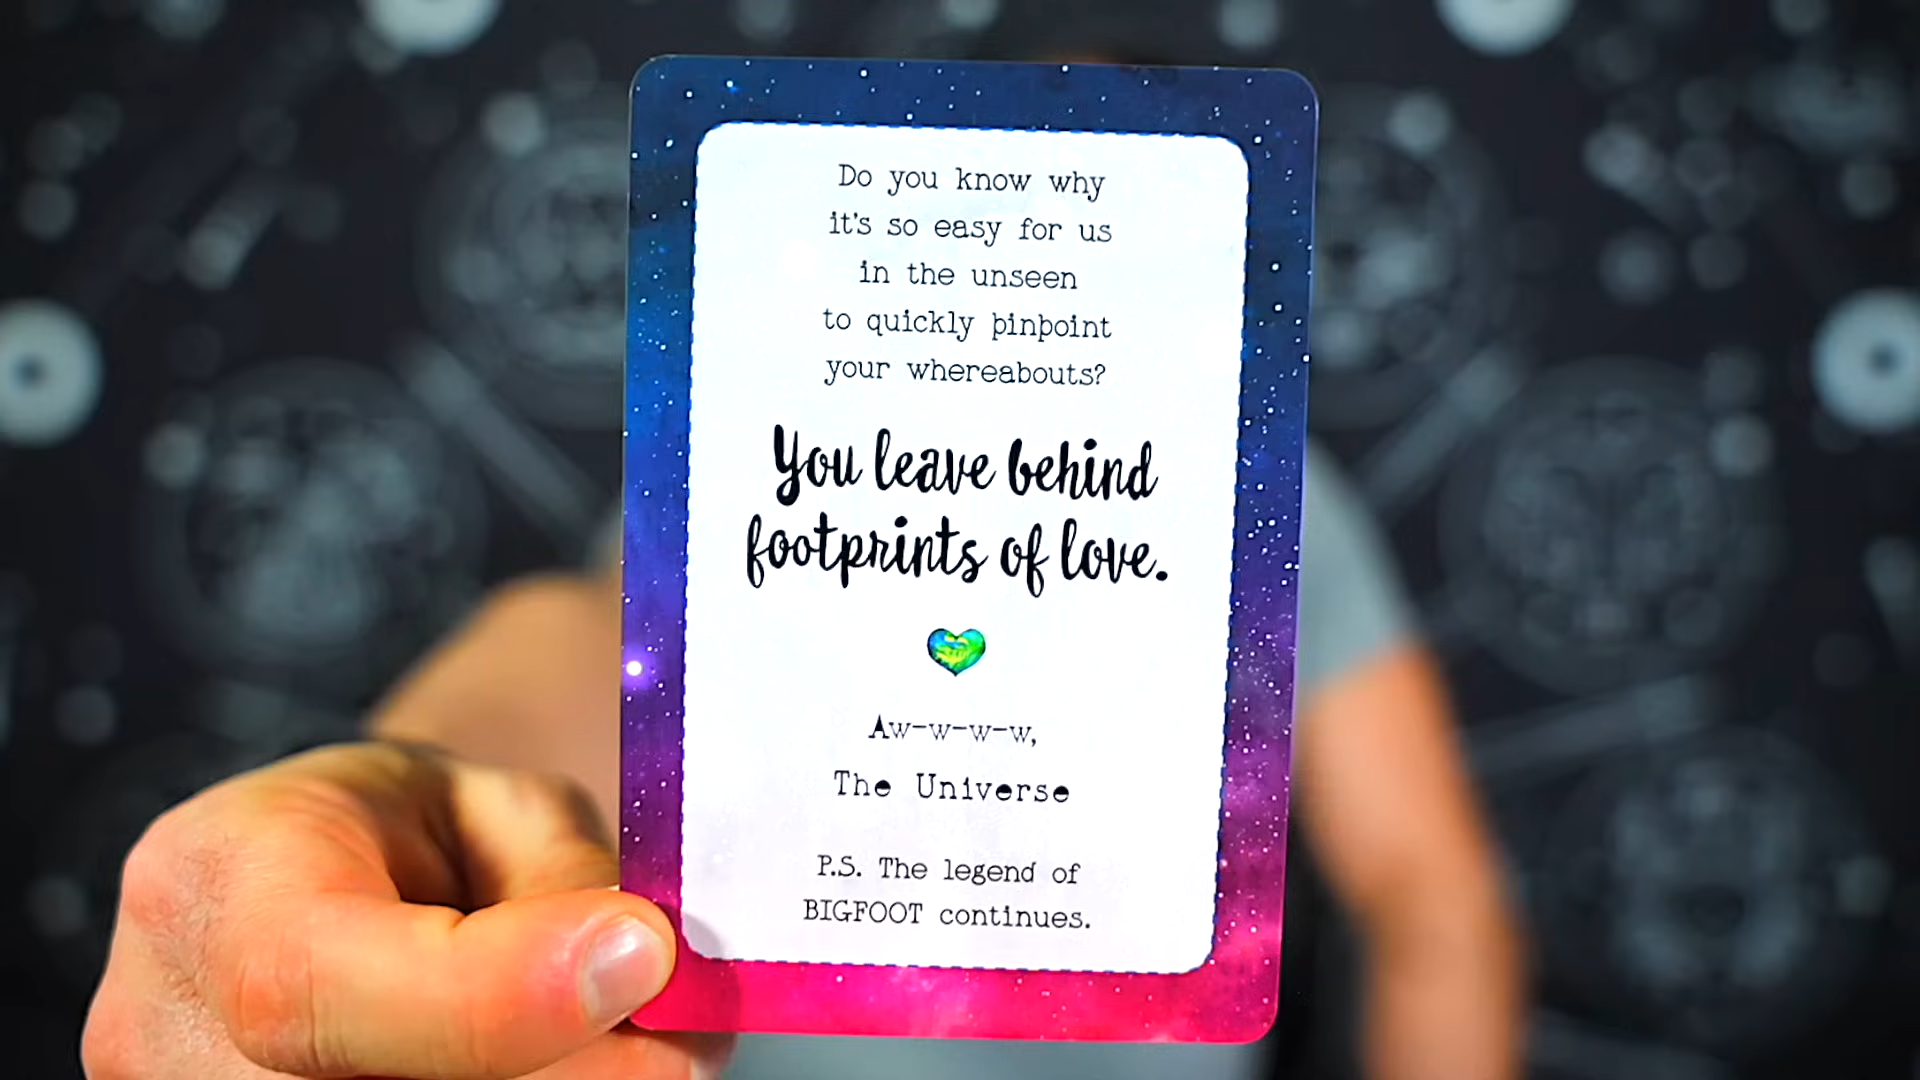 Do you know why
it's so easy for us
in the unseen
to quickly pinpoint
your whereabouts?
You leave behind
footprints of love.
Aw-w-w-w,
The Universe
P.S. The legend of
BIGFOOT continues.